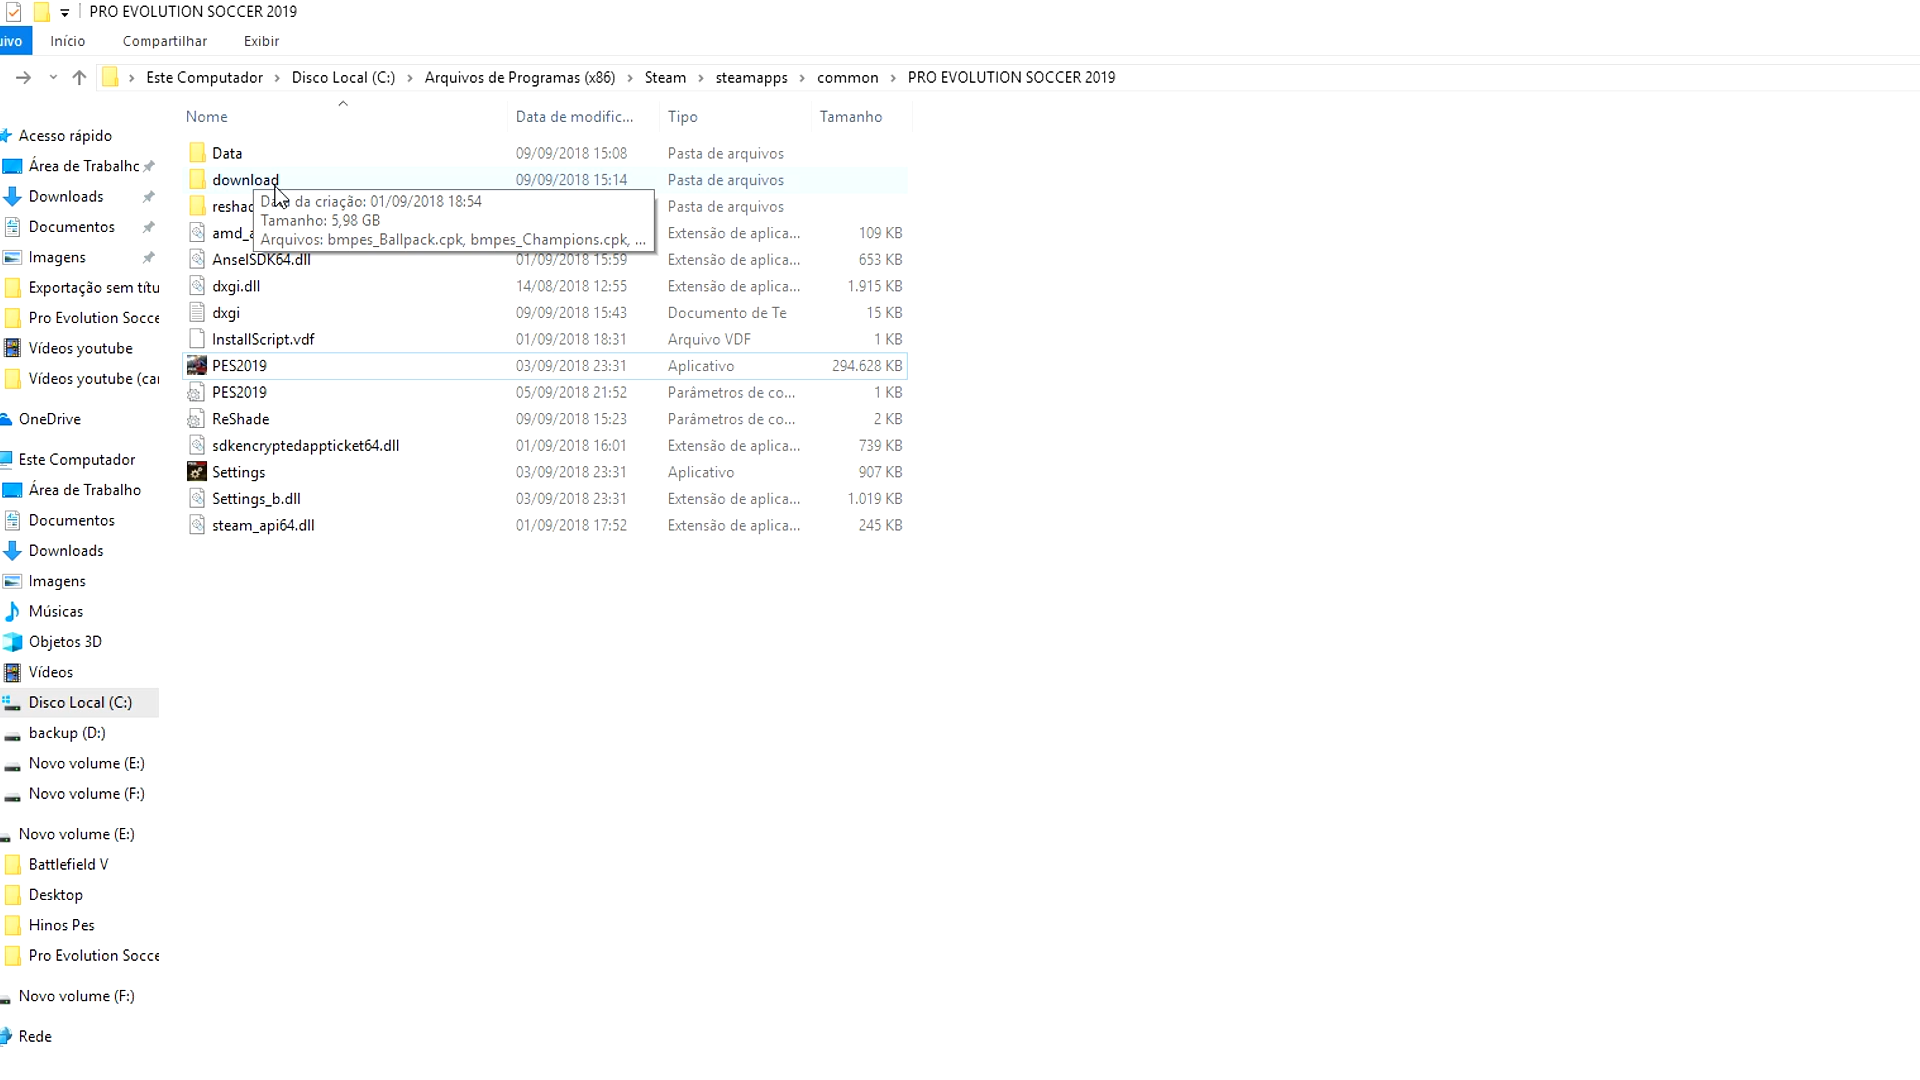 PRO EVOLUTION SOCCER 2019
Início Compartilhar Exibir
Este Computador Disco Local (C:) Arquivos de Programas (x86) Steam steamapps common PRO EVOLUTION SOCCER 2019
Nome Data de modific... Tipo Tamanho
Acesso rápido
Área de Trabalho
Downloads
Documentos
Imagens
Exportação sem títu
Pro Evolution Socce
Vídeos youtube
Vídeos youtube (car
OneDrive
Este Computador
Área de Trabalho
Documentos
Downloads
Imagens
Músicas
Objetos 3D
Vídeos
Disco Local (C:)
backup (D:)
Novo volume (E:)
Novo volume (F:)
Novo volume (E:)
Battlefield V
Desktop
Hinos Pes
Pro Evolution Socce
Novo volume (F:)
Rede
Data 09/09/2018 15:08 Pasta de arquivos
download 09/09/2018 15:14 Pasta de arquivos
reshad Pasta de arquivos
Data da criação: 01/09/2018 18:54
Tamanho: 5,98 GB
Arquivos: bmpes_Ballpack.cpk, bmpes_Champions.cpk, ...
amd_a Extensão de aplica... 109 KB
AnselSDK64.dll 01/09/2018 15:59 Extensão de aplica... 653 KB
dxgi.dll 14/08/2018 12:55 Extensão de aplica... 1.915 KB
dxgi 09/09/2018 15:43 Documento de Te 15 KB
InstallScript.vdf 01/09/2018 18:31 Arquivo VDF 1 KB
PES2019 03/09/2018 23:31 Aplicativo 294.628 KB
PES2019 05/09/2018 21:52 Parâmetros de co... 1 KB
ReShade 09/09/2018 15:23 Parâmetros de co... 2 KB
sdkencryptedappticket64.dll 01/09/2018 16:01 Extensão de aplica... 739 KB
Settings 03/09/2018 23:31 Aplicativo 907 KB
Settings_b.dll 03/09/2018 23:31 Extensão de aplica... 1.019 KB
steam_api64.dll 01/09/2018 17:52 Extensão de aplica... 245 KB